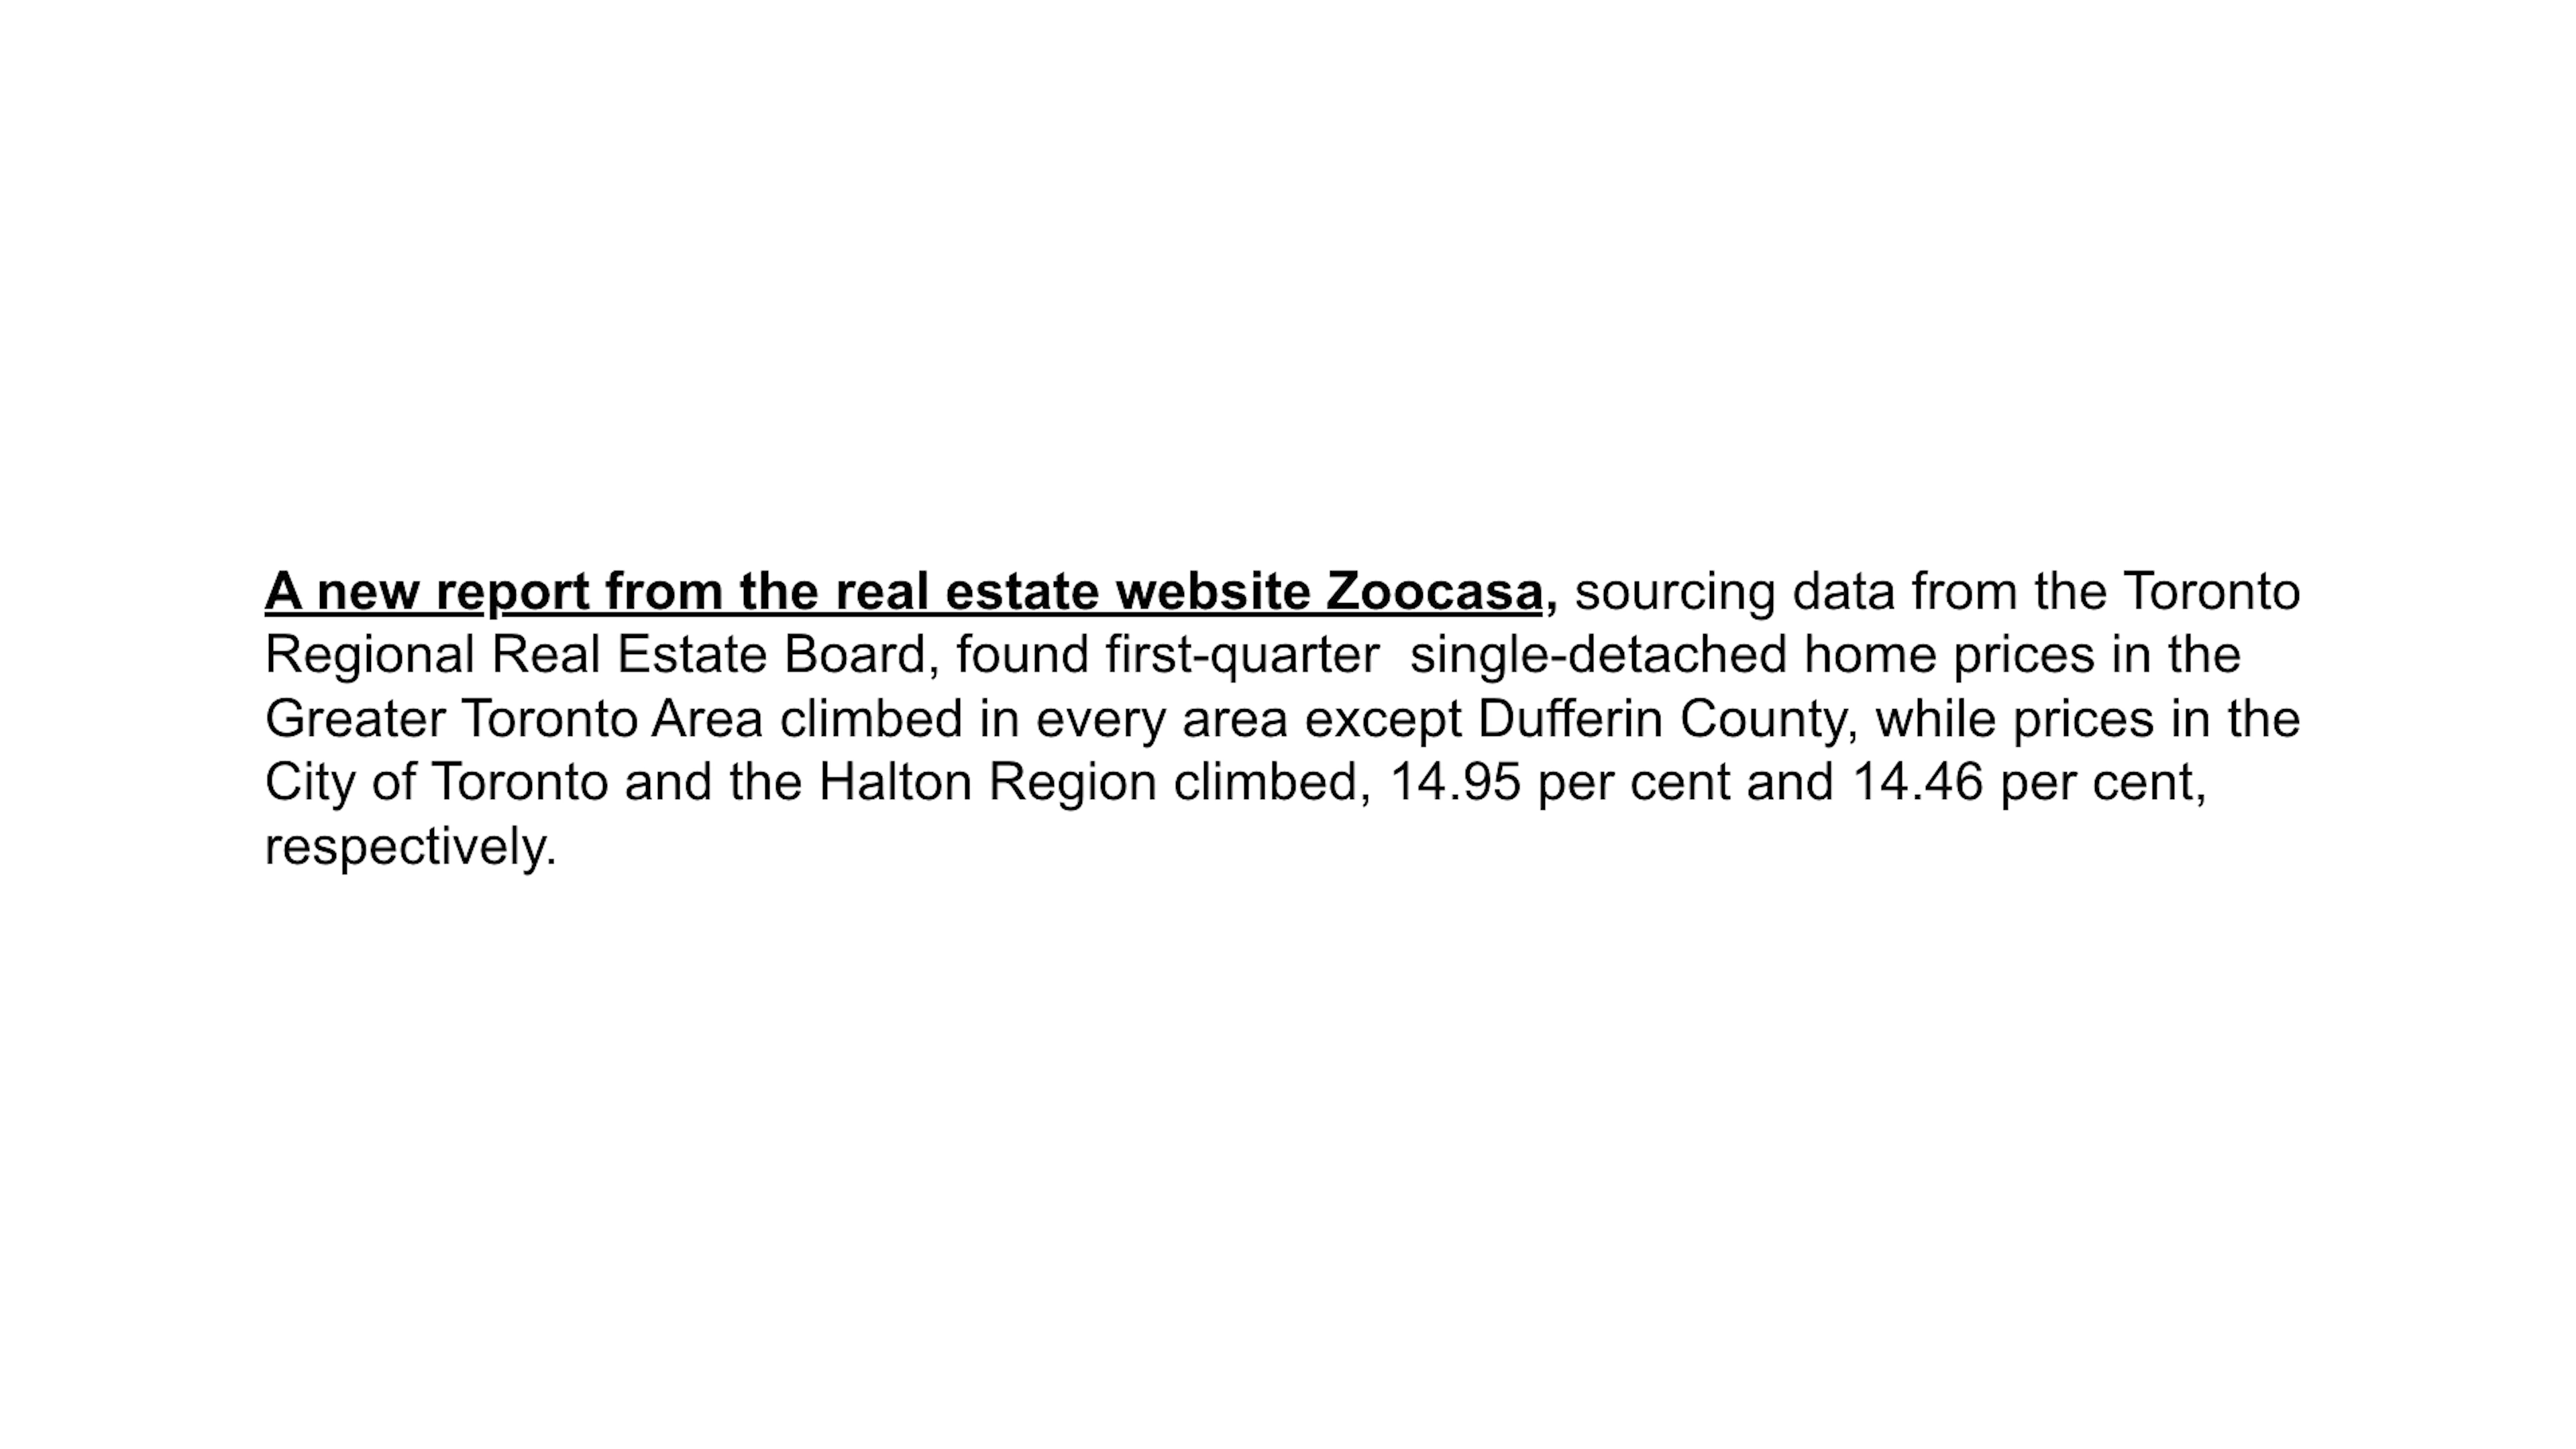 A new report from the real estate website Zoocasa, sourcing data from the Toronto
Regional Real Estate Board, found first-quarter  single-detached home prices in the
Greater Toronto Area climbed in every area except Dufferin County, while prices in the
City of Toronto and the Halton Region climbed, 14.95 per cent and 14.46 per cent,
respectively.